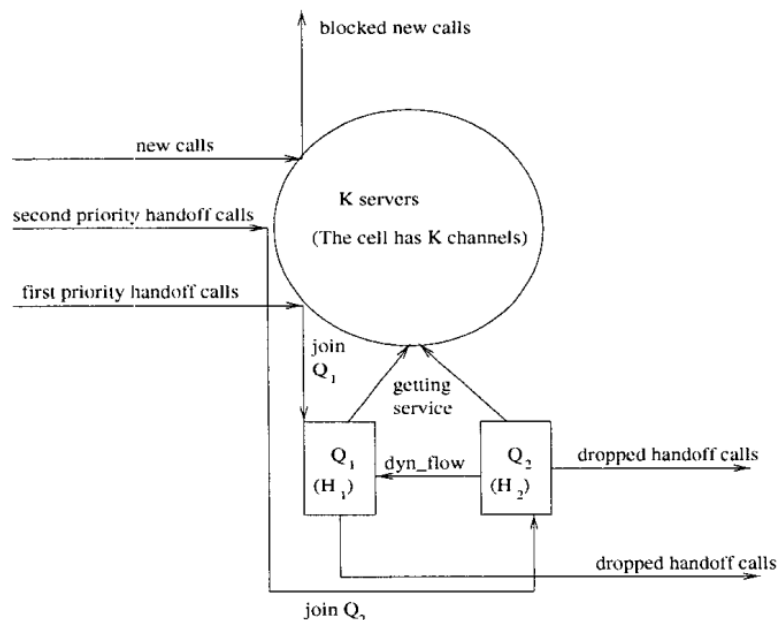 blocked new calls
new calls
K servers
second priority handoff calls
(The cell has K channels)
first priority handoff calls
join
Q₁
getting
service
Q₁
(H₁)
dyn_flow
Q₂
(H₂)
dropped handoff calls
dropped handoff calls
join Q₂